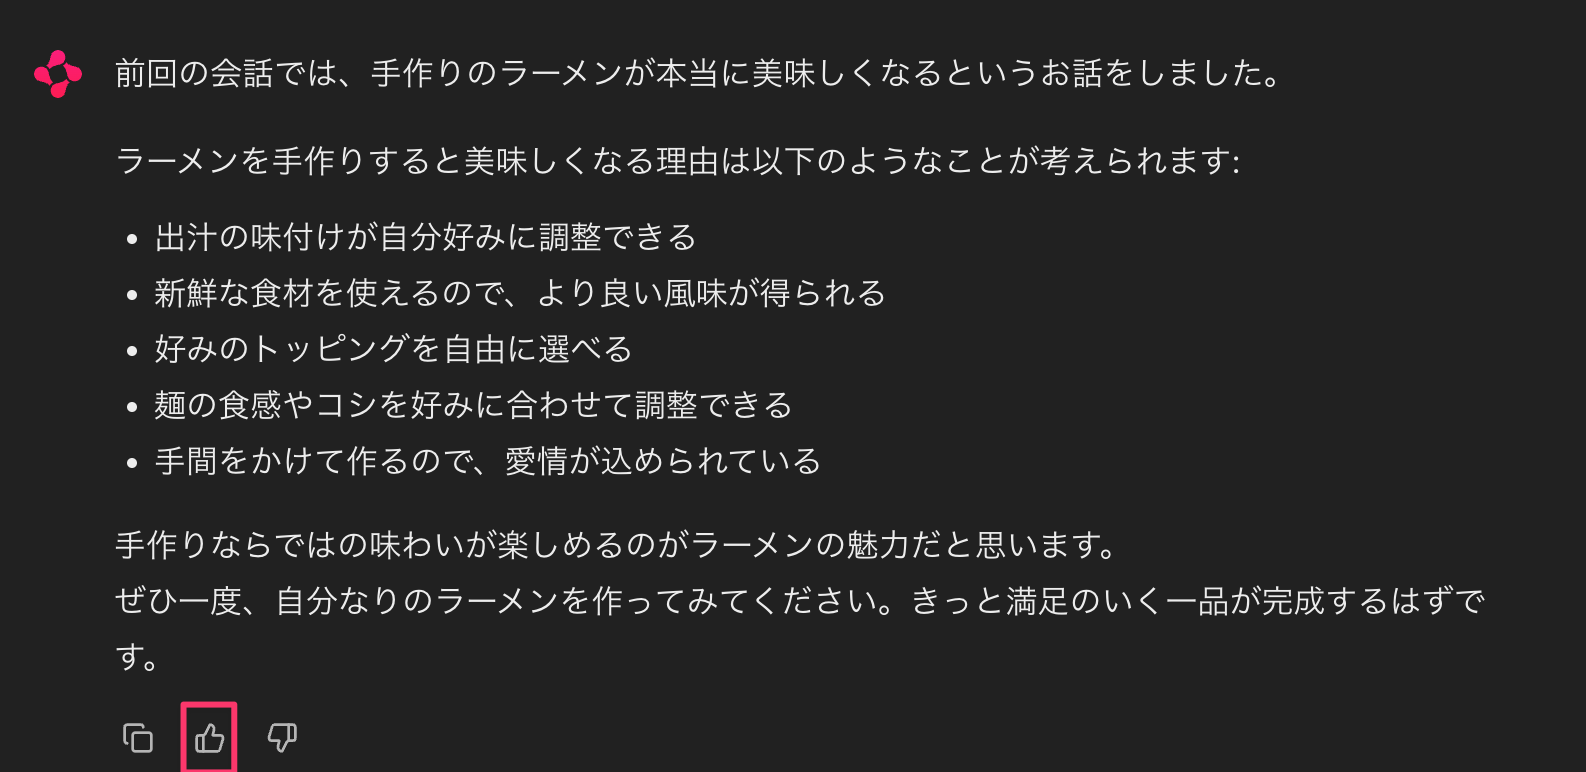 前回の会話では、手作りのラーメンが本当に美味しくなるというお話をしました。
ラーメンを手作りすると美味しくなる理由は以下のようなことが考えられます:
• 出汁の味付けが自分好みに調整できる
• 新鮮な食材を使えるので、より良い風味が得られる
• 好みのトッピングを自由に選べる
• 麺の食感やコシを好みに合わせて調整できる
• 手間をかけて作るので、愛情が込められている
手作りならではの味わいが楽しめるのがラーメンの魅力だと思います。
ぜひ一度、自分なりのラーメンを作ってみてください。きっと満足のいく一品が完成するはずで
す。